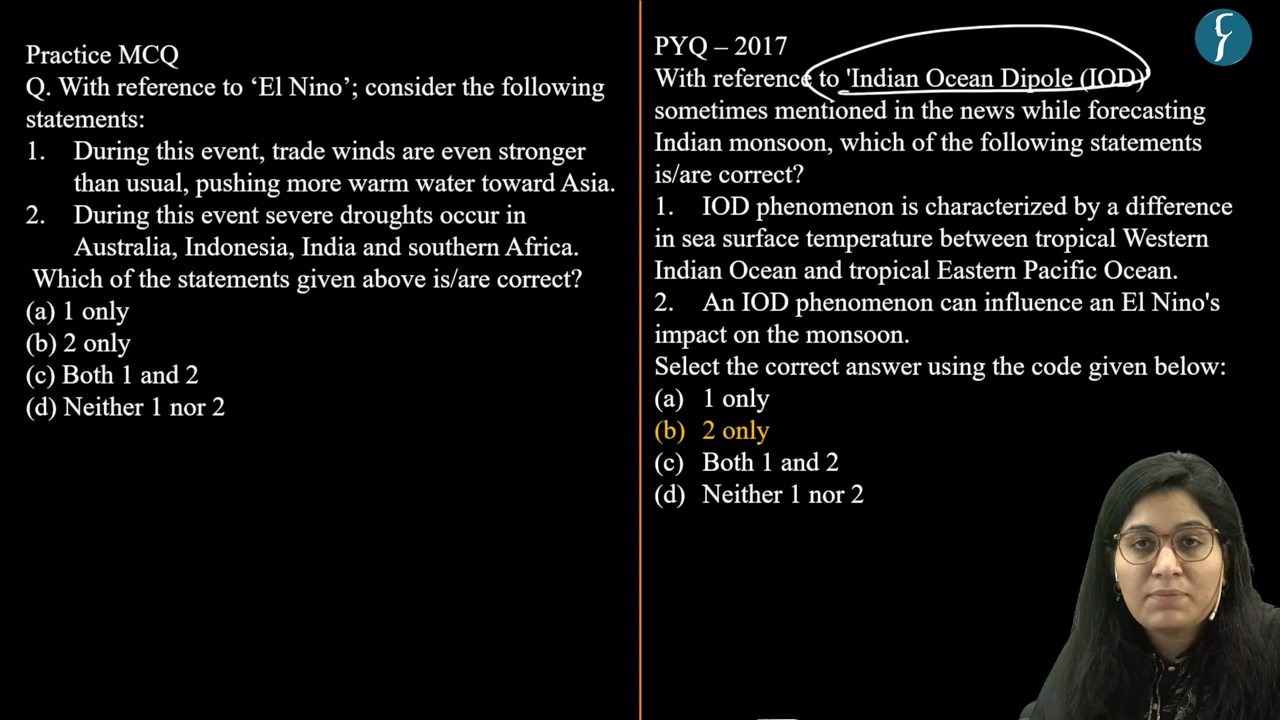 Practice MCQ
Q. With reference to ‘El Nino’; consider the following
statements:
1. During this event, trade winds are even stronger
than usual, pushing more warm water toward Asia.
2. During this event severe droughts occur in
Australia, Indonesia, India and southern Africa.
Which of the statements given above is/are correct?
(a) 1 only
(b) 2 only
(c) Both 1 and 2
(d) Neither 1 nor 2
PYQ – 2017
With reference to 'Indian Ocean Dipole (IOD)
sometimes mentioned in the news while forecasting
Indian monsoon, which of the following statements
is/are correct?
1. IOD phenomenon is characterized by a difference
in sea surface temperature between tropical Western
Indian Ocean and tropical Eastern Pacific Ocean.
2. An IOD phenomenon can influence an El Nino's
impact on the monsoon.
Select the correct answer using the code given below:
(a) 1 only
(b) 2 only
(c) Both 1 and 2
(d) Neither 1 nor 2